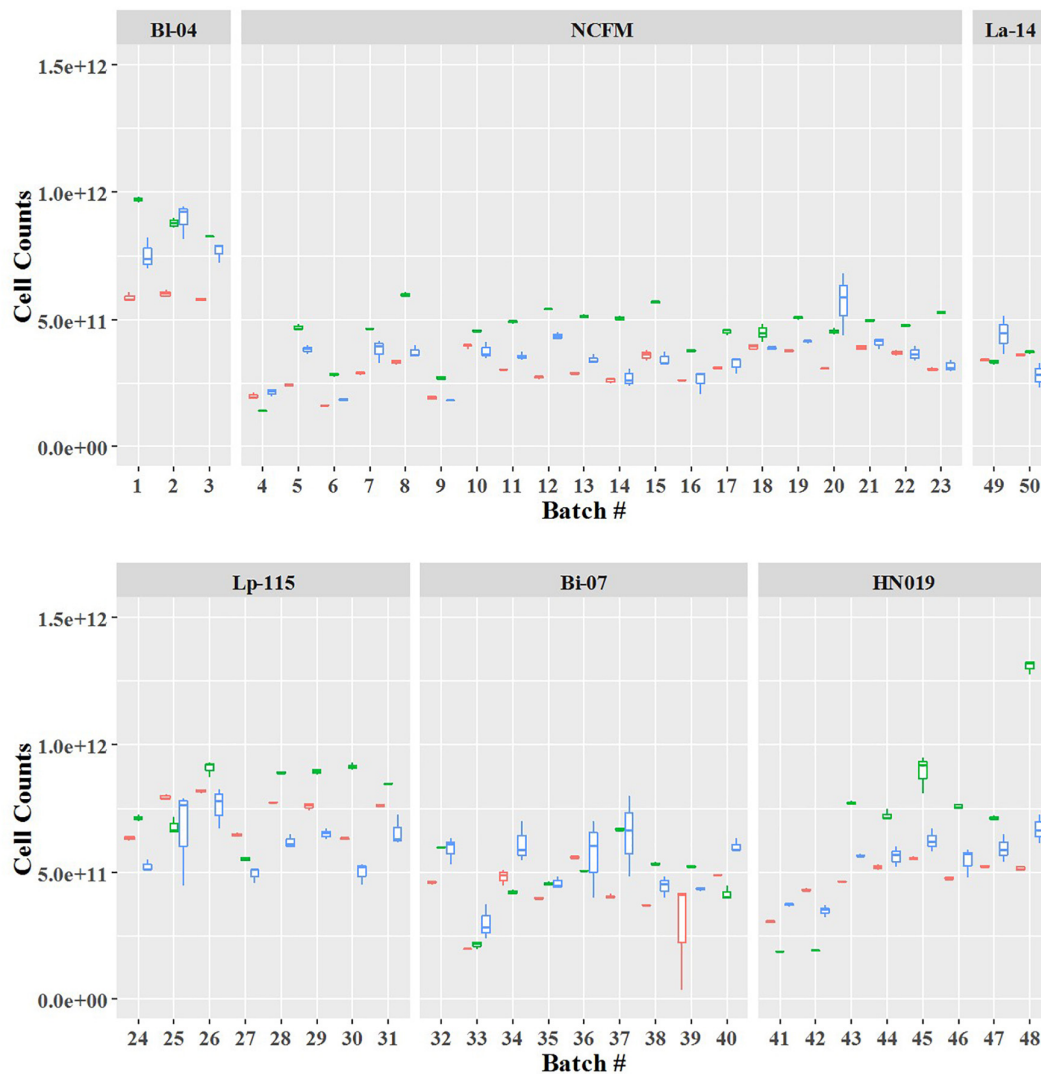 Bl-04 NCFM La-14
1.5e+12
1.0e+12
5.0e+11
0.0e+00
Cell Counts
1 2 3 4 5 6 7 8 9 10 11 12 13 14 15 16 17 18 19 20 21 22 23 49 50
Batch #
Lp-115 Bi-07 HN019
1.5e+12
1.0e+12
5.0e+11
0.0e+00
Cell Counts
24 25 26 27 28 29 30 31 32 33 34 35 36 37 38 39 40 41 42 43 44 45 46 47 48
Batch #